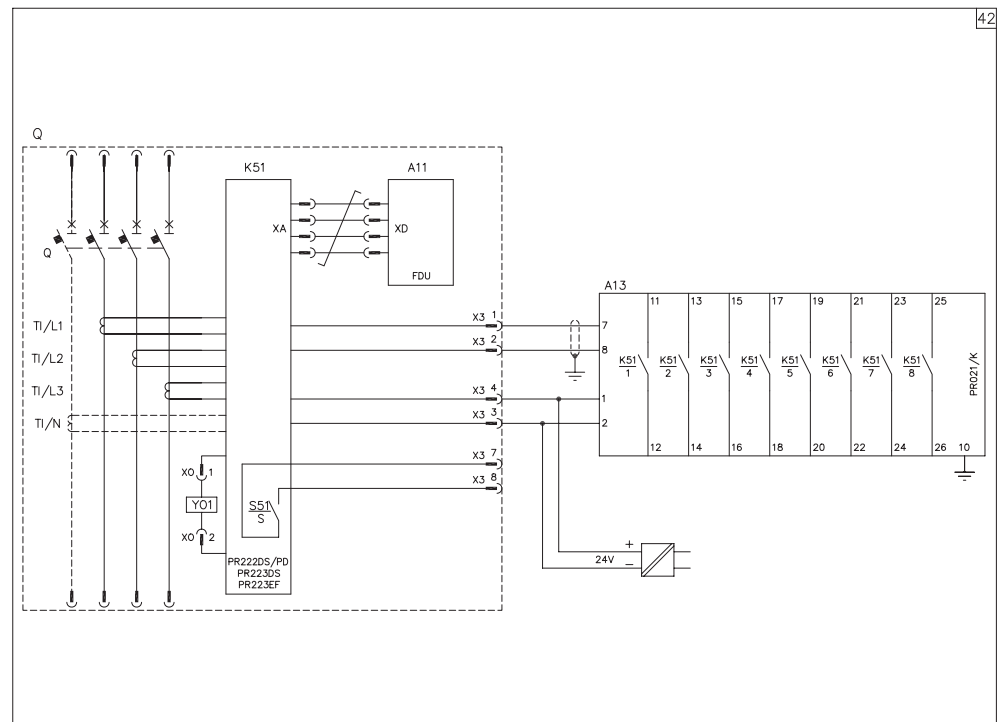 42
Q
K51
A11
XA
XD
FDU
Q
A13
11 13 15 17 19 21 23 25
TI/L1
X3 1
7
TI/L2
X3 2
8
K51 K51 K51 K51 K51 K51 K51 K51
1 2 3 4 5 6 7 8
PR021/K
TI/L3
X3 4
1
TI/N
X3 3
2
12 14 16 18 20 22 24 26 10
X3 7
X0 1
X3 8
Y01
S51
S
X0 2
+
24V
−
PR222DS/PD
PR223DS
PR223EF